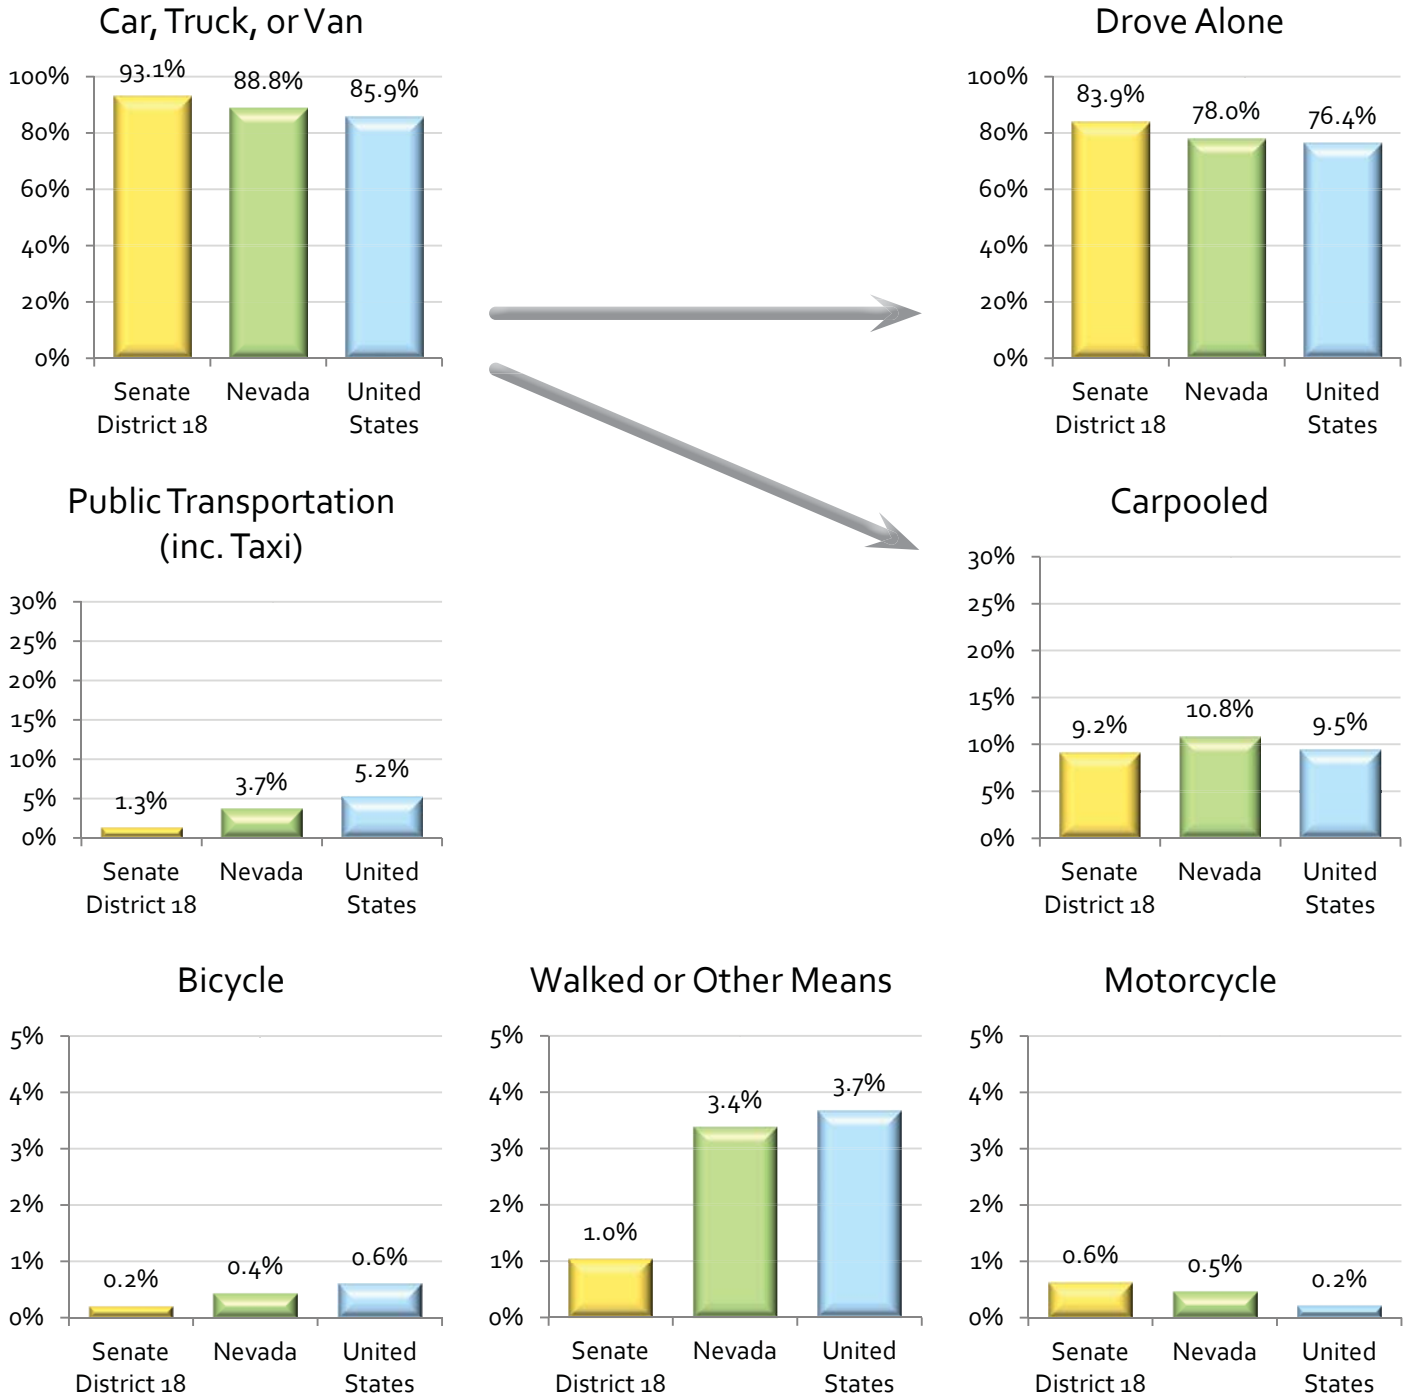 Car, Truck, or Van
100%
80%
60%
40%
20%
0%
93.1%
88.8%
85.9%
Senate
District 18
Nevada
United
States
Drove Alone
100%
80%
60%
40%
20%
0%
83.9%
78.0%
76.4%
Senate
District 18
Nevada
United
States
Public Transportation
(inc. Taxi)
30%
25%
20%
15%
10%
5%
0%
1.3%
3.7%
5.2%
Senate
District 18
Nevada
United
States
Carpooled
30%
25%
20%
15%
10%
5%
0%
9.2%
10.8%
9.5%
Senate
District 18
Nevada
United
States
Bicycle
5%
4%
3%
2%
1%
0%
0.2%
0.4%
0.6%
Senate
District 18
Nevada
United
States
Walked or Other Means
5%
4%
3%
2%
1%
0%
1.0%
3.4%
3.7%
Senate
District 18
Nevada
United
States
Motorcycle
5%
4%
3%
2%
1%
0%
0.6%
0.5%
0.2%
Senate
District 18
Nevada
United
States